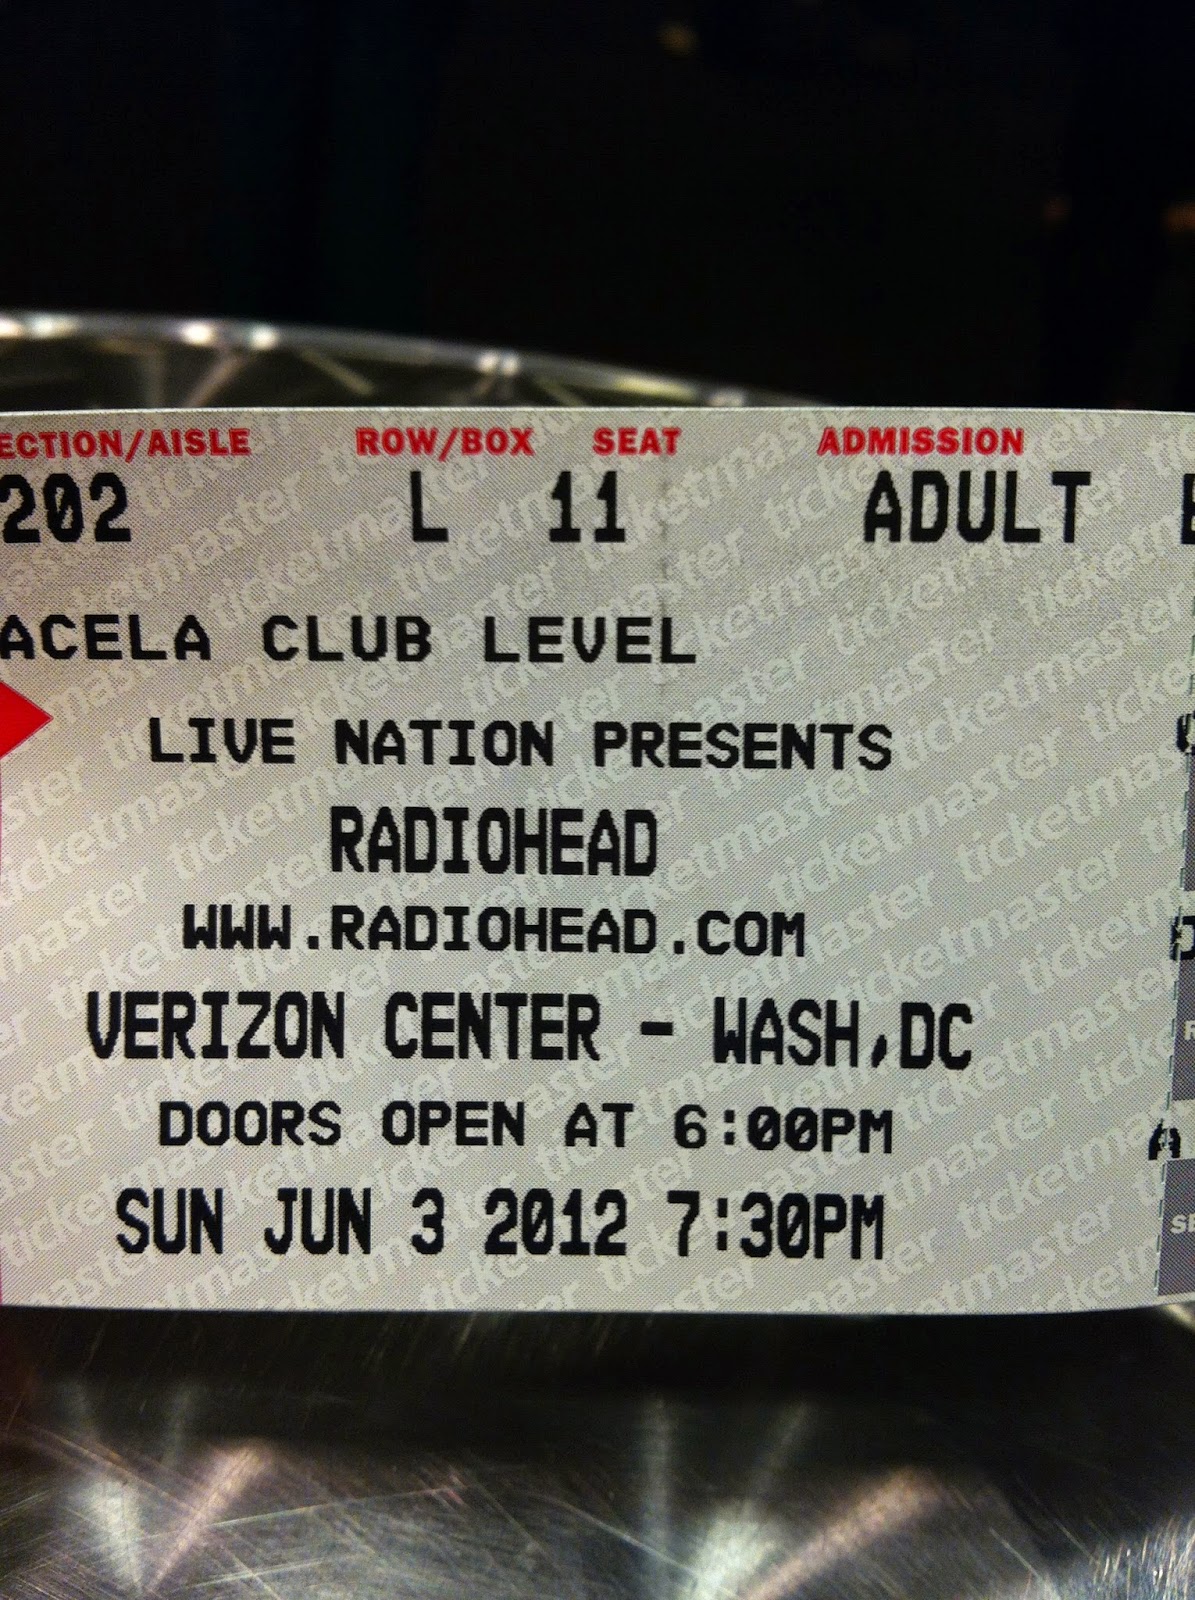 ECTION/AISLE ROW/BOX SEAT ADMISSION
202 L 11 ADULT
ACELA CLUB LEVEL
LIVE NATION PRESENTS
RADIOHEAD
WWW.RADIOHEAD.COM
VERIZON CENTER - WASH,DC
DOORS OPEN AT 6:00PM
SUN JUN 3 2012 7:30PM
ticketmaster